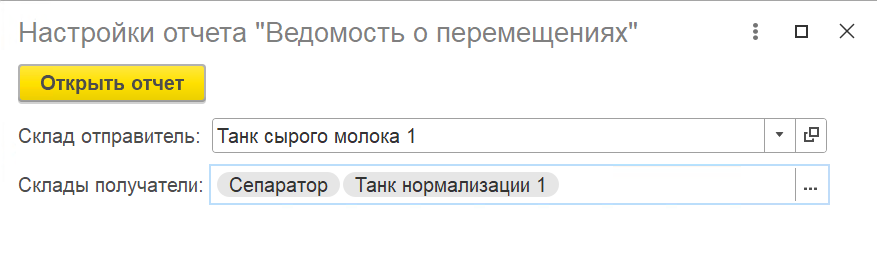 Настройки отчета "Ведомость о перемещениях"
Открыть отчет
Склад отправитель: Танк сырого молока 1
Склады получатели: Сепаратор Танк нормализации 1 ...